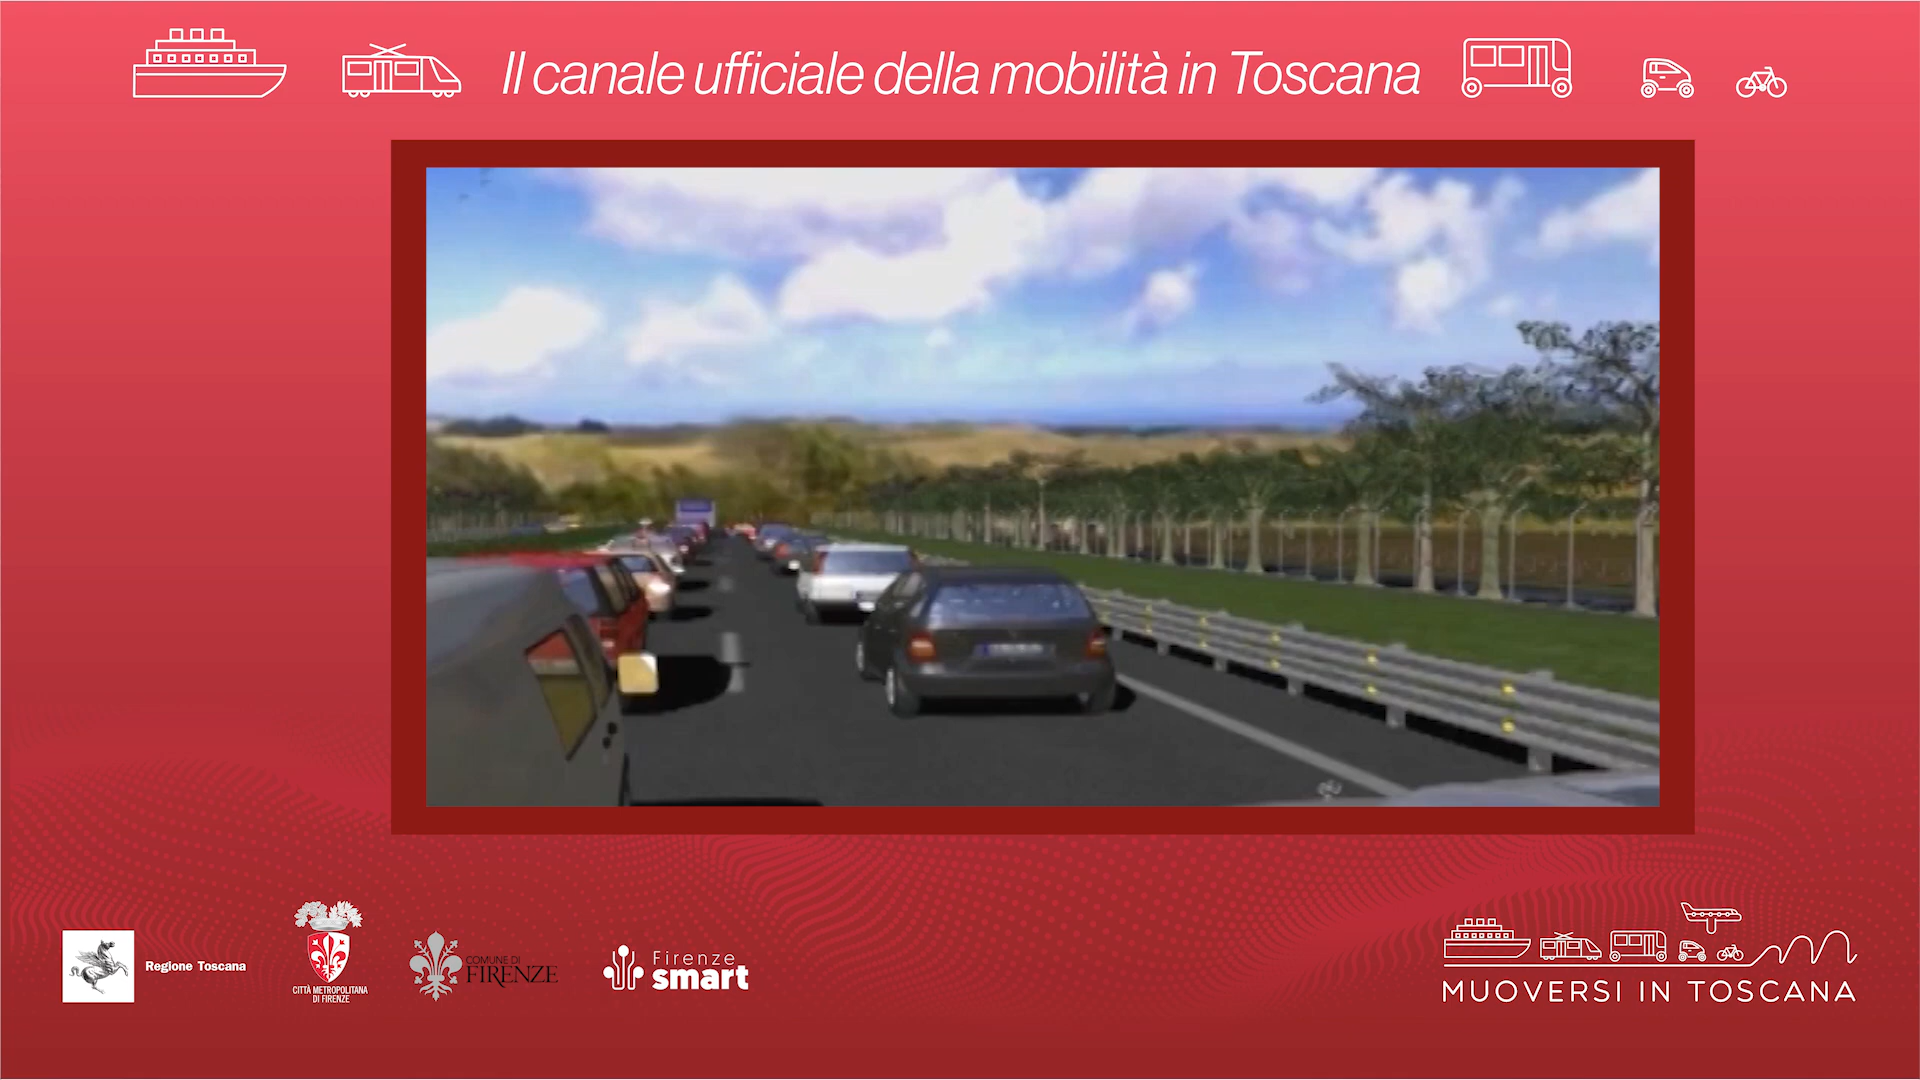 Il canale ufficiale della mobilità in Toscana
Regione Toscana
CITTÀ METROPOLITANA
DI FIRENZE
COMUNE DI
FIRENZE
Firenze
smart
MUOVERSI IN TOSCANA